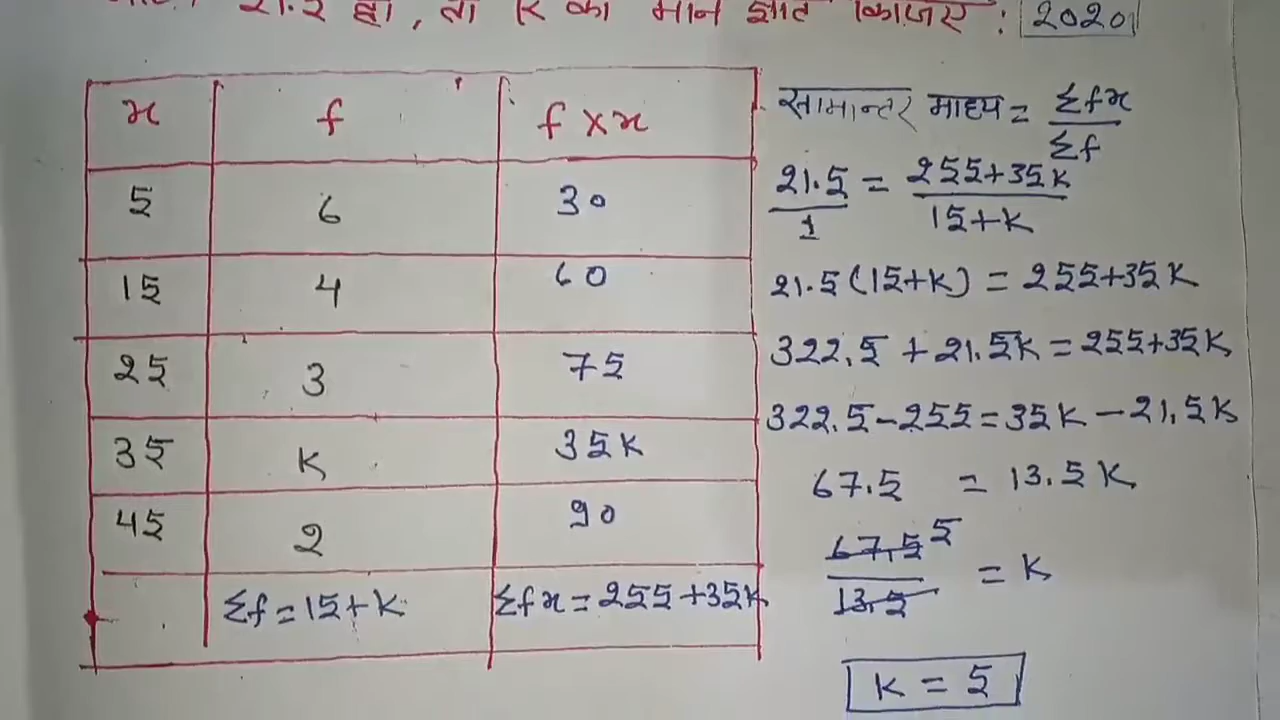 21.5 हो, तो K का मान ज्ञात कीजिए : 2020
x f f × x
5 6 30
15 4 60
25 3 75
35 K 35K
45 2 90
Σf = 15+K Σfx = 255+35K
सामान्तर माध्य = Σfx / Σf
21.5 / 1 = 255+35K / 15+K
21.5(15+K) = 255+35K
322.5 + 21.5K = 255+35K
322.5-255 = 35K - 21.5K
67.5 = 13.5K
67.5 / 13.5 5 = K
K = 5